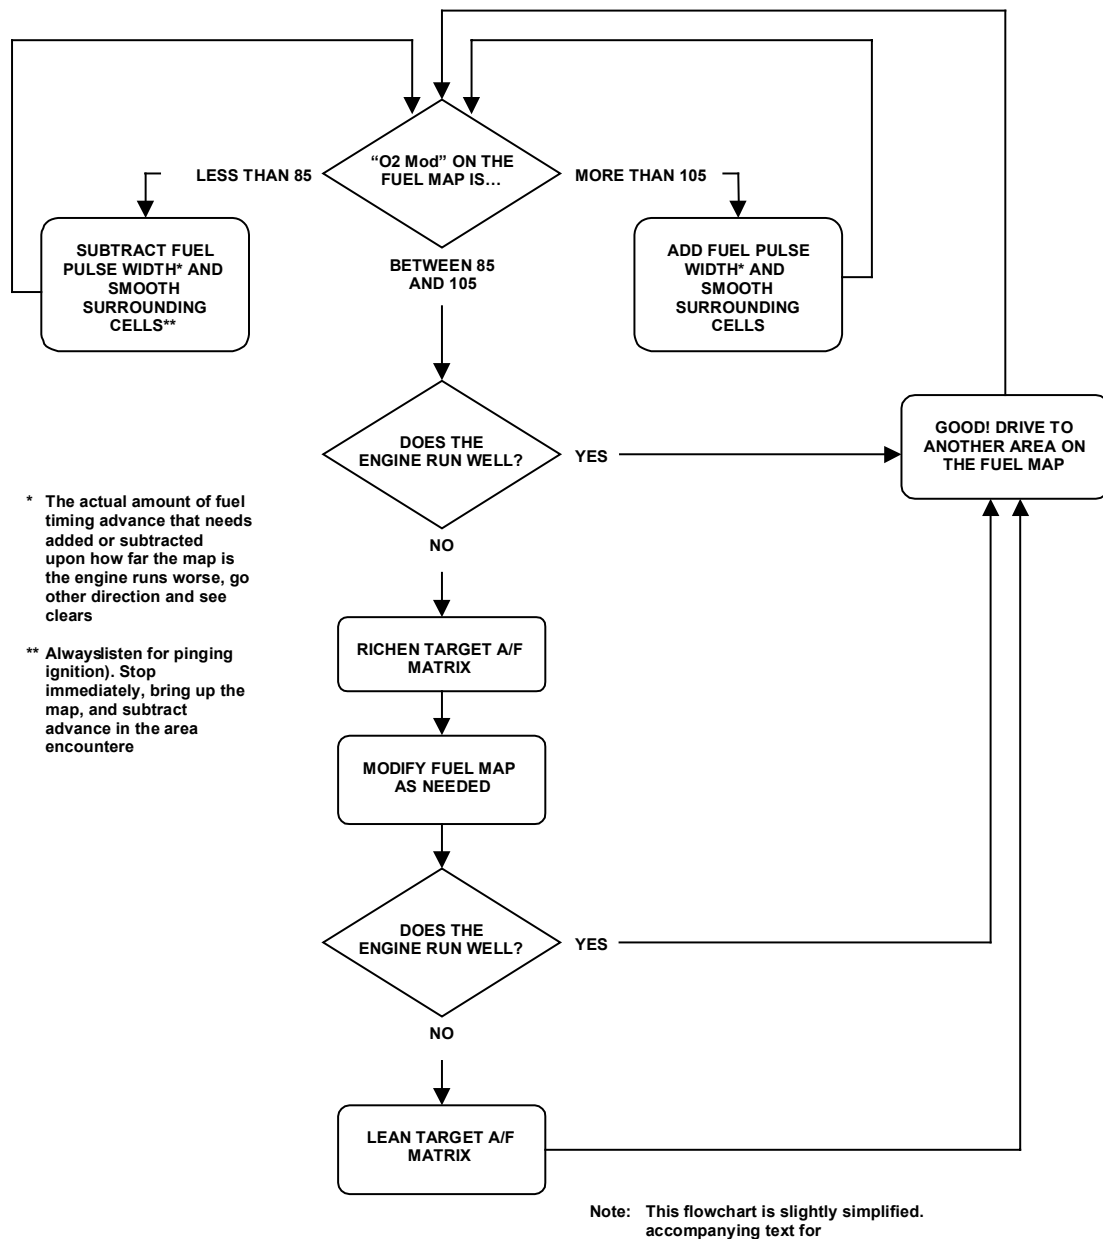 “O2 Mod” ON THE
FUEL MAP IS…
LESS THAN 85
MORE THAN 105
SUBTRACT FUEL
PULSE WIDTH* AND
SMOOTH
SURROUNDING
CELLS**
ADD FUEL PULSE
WIDTH* AND
SMOOTH
SURROUNDING
CELLS
BETWEEN 85
AND 105
DOES THE
ENGINE RUN WELL?
YES
GOOD! DRIVE TO
ANOTHER AREA ON
THE FUEL MAP
NO
* The actual amount of fuel
timing advance that needs
added or subtracted
upon how far the map is
the engine runs worse, go
other direction and see
clears
** Alwayslisten for pinging
ignition). Stop
immediately, bring up the
map, and subtract
advance in the area
encountere
RICHEN TARGET A/F
MATRIX
MODIFY FUEL MAP
AS NEEDED
DOES THE
ENGINE RUN WELL?
YES
NO
LEAN TARGET A/F
MATRIX
Note: This flowchart is slightly simplified.
accompanying text for